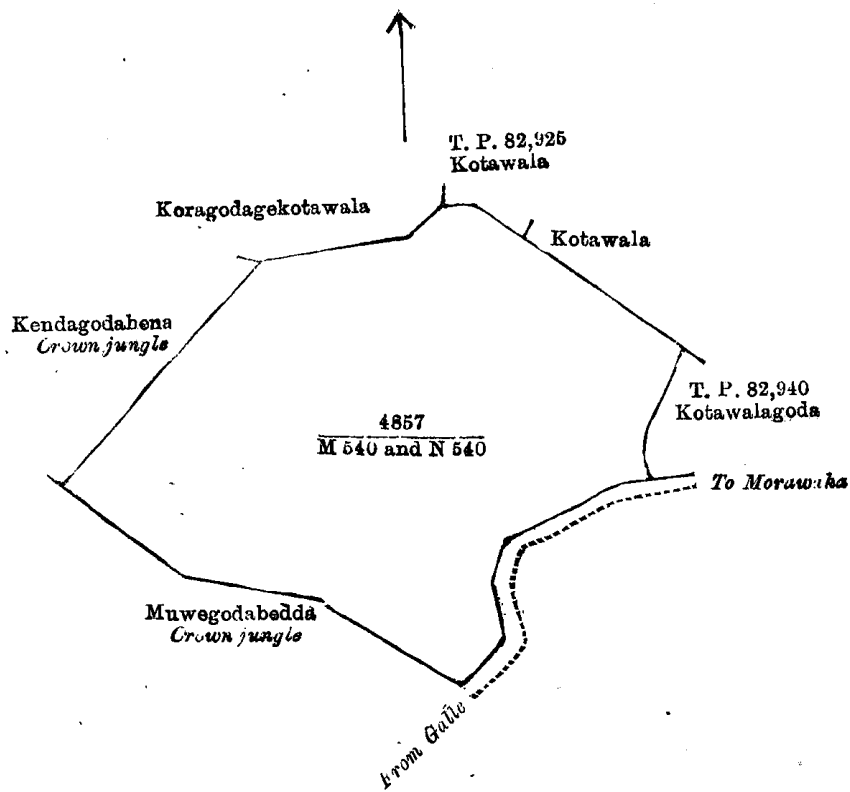 T. P. 82,925
Kotawala
Koragodagekotawala
Kotawala
Kendagodahena
Crown jungle
T. P. 82,940
Kotawalagoda
4857
M 540 and N 540
To Morawaka
Muwegodabedda
Crown jungle
From Galle